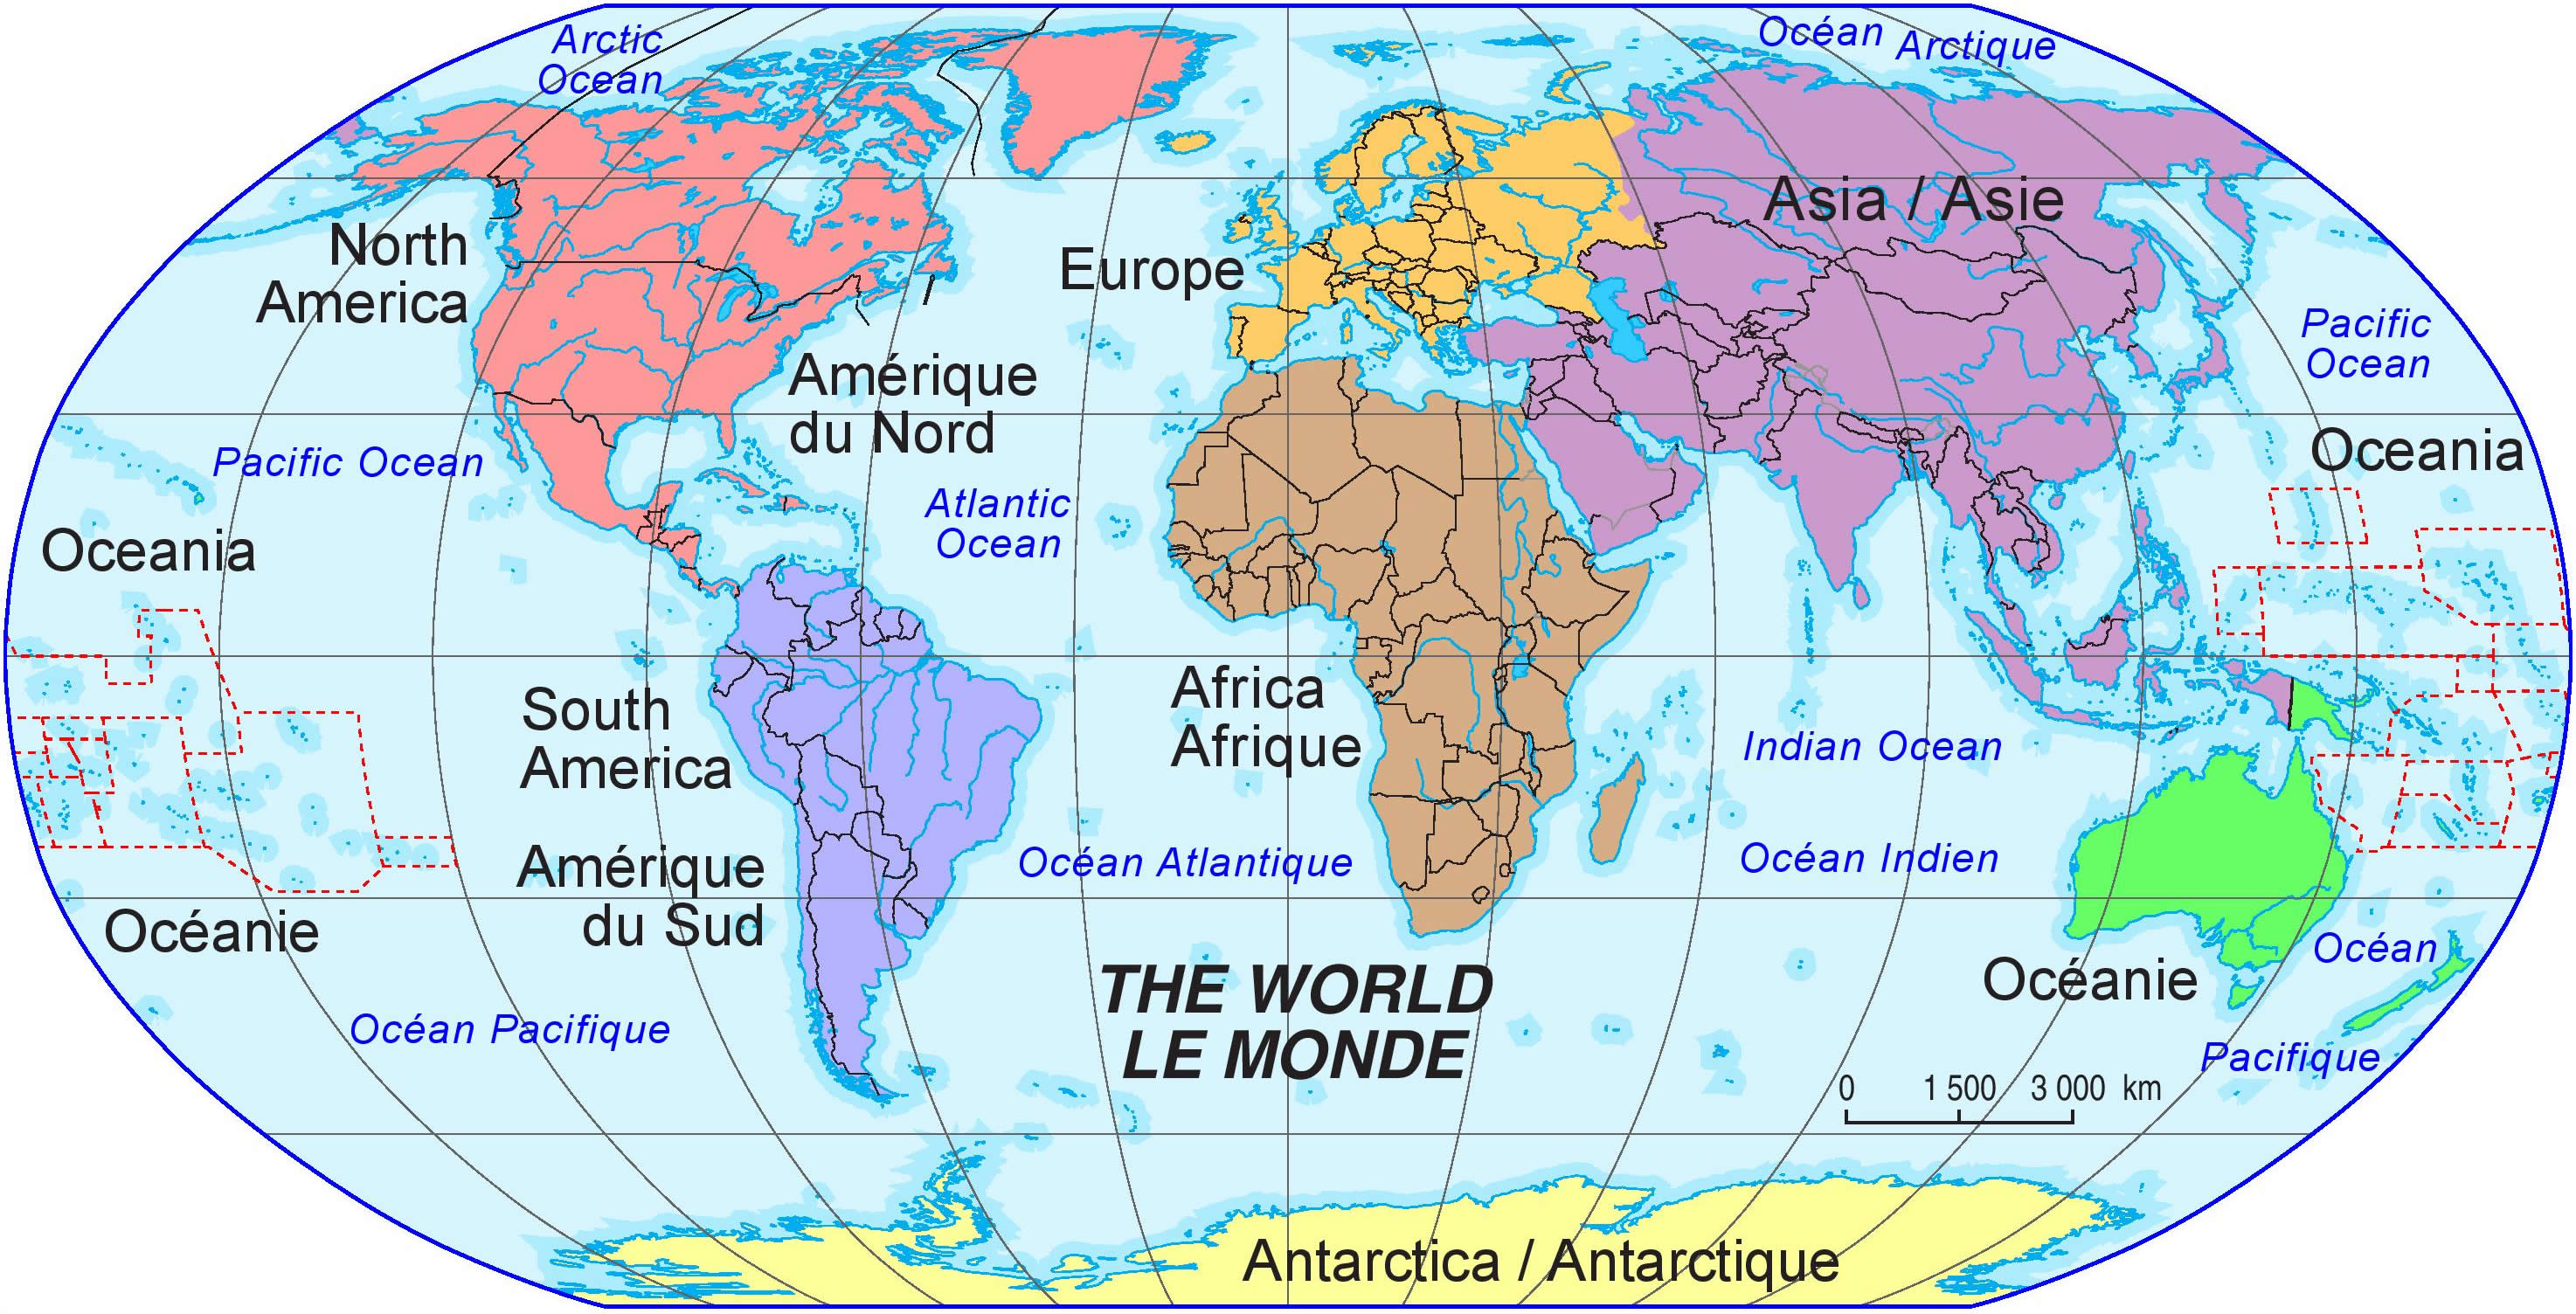 Arctic
Ocean
Océan Arctique
North
America
Europe
Asia / Asie
Amérique
du Nord
Pacific
Ocean
Pacific Ocean
Oceania
Atlantic
Ocean
Oceania
South
America
Africa
Afrique
Indian Ocean
Amérique
du Sud
Océan Atlantique
Océan Indien
Océanie
Océan
Pacifique
Océanie
Océan Pacifique
THE WORLD
LE MONDE
0 1 500 3 000 km
Antarctica / Antarctique